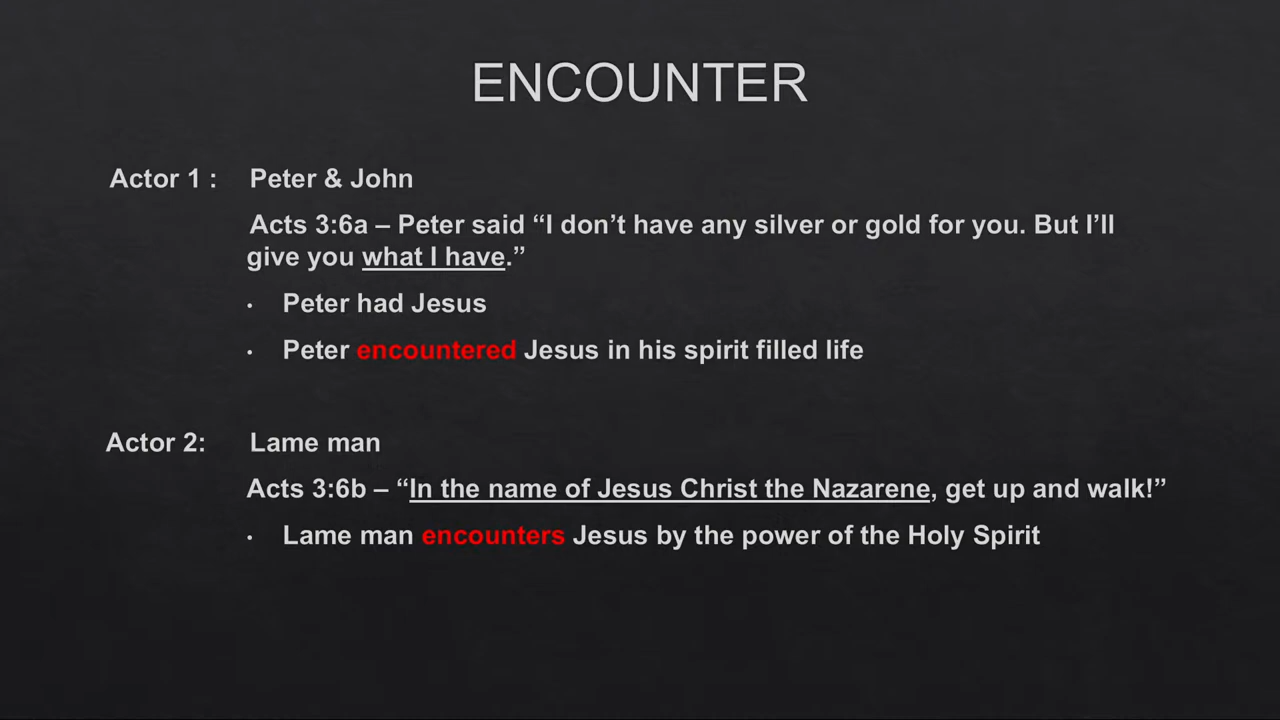 ENCOUNTER
Actor 1 : Peter & John
Acts 3:6a – Peter said “I don’t have any silver or gold for you. But I’ll
give you what I have.”
• Peter had Jesus
• Peter encountered Jesus in his spirit filled life
Actor 2: Lame man
Acts 3:6b – “In the name of Jesus Christ the Nazarene, get up and walk!”
• Lame man encounters Jesus by the power of the Holy Spirit